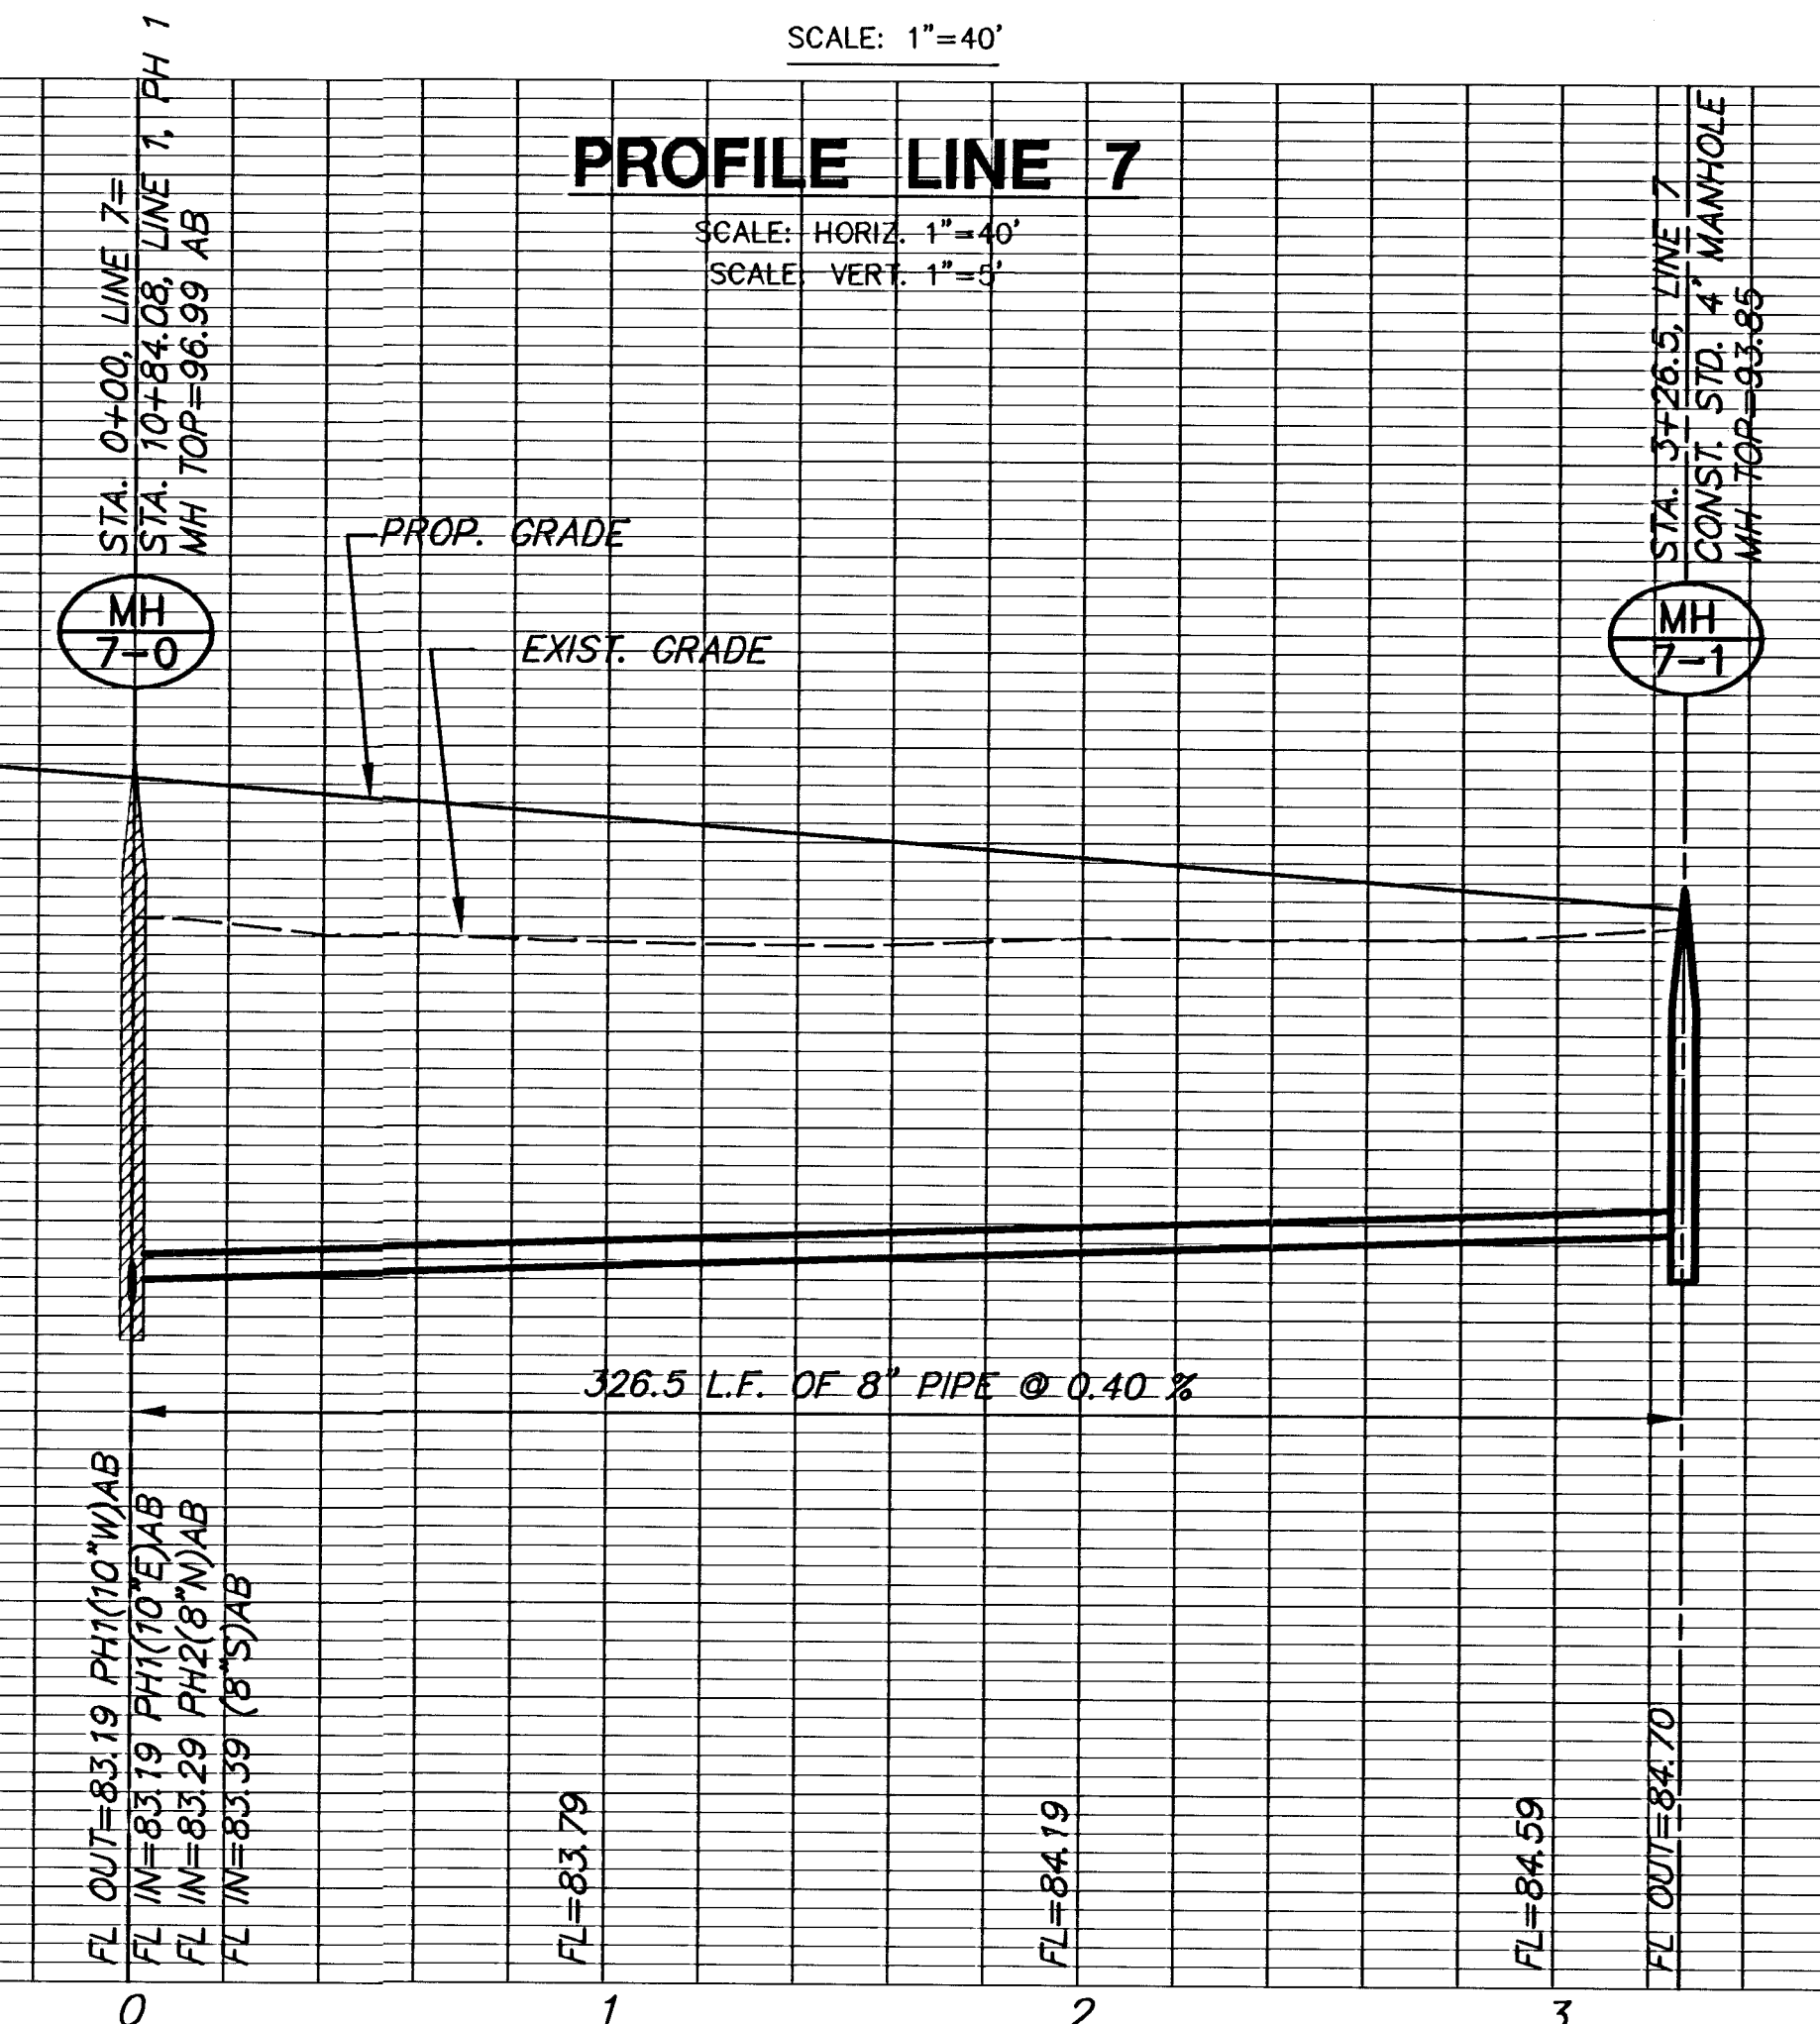 SCALE: 1"=40'
PROFILE LINE 7
SCALE: HORIZ. 1"=40'
SCALE: VERT. 1"=5'
STA. 0+00, LINE 7=
STA. 10+84.08, LINE 1, PH 1
MH TOP=96.99 AB
STA. 3+26.5, LINE 7
CONST. STD. 4' MANHOLE
MH TOP=93.85
PROP. GRADE
EXIST. GRADE
MH
7-0
MH
7-1
326.5 L.F. OF 8" PIPE @ 0.40 %
FL OUT=83.19 PH1(10"W)AB
FL IN=83.19 PH1(10"E)AB
FL IN=83.29 PH2(8"N)AB
FL IN=83.39 (8"S)AB
FL=83.79
FL=84.19
FL=84.59
FL OUT=84.70
0 1 2 3